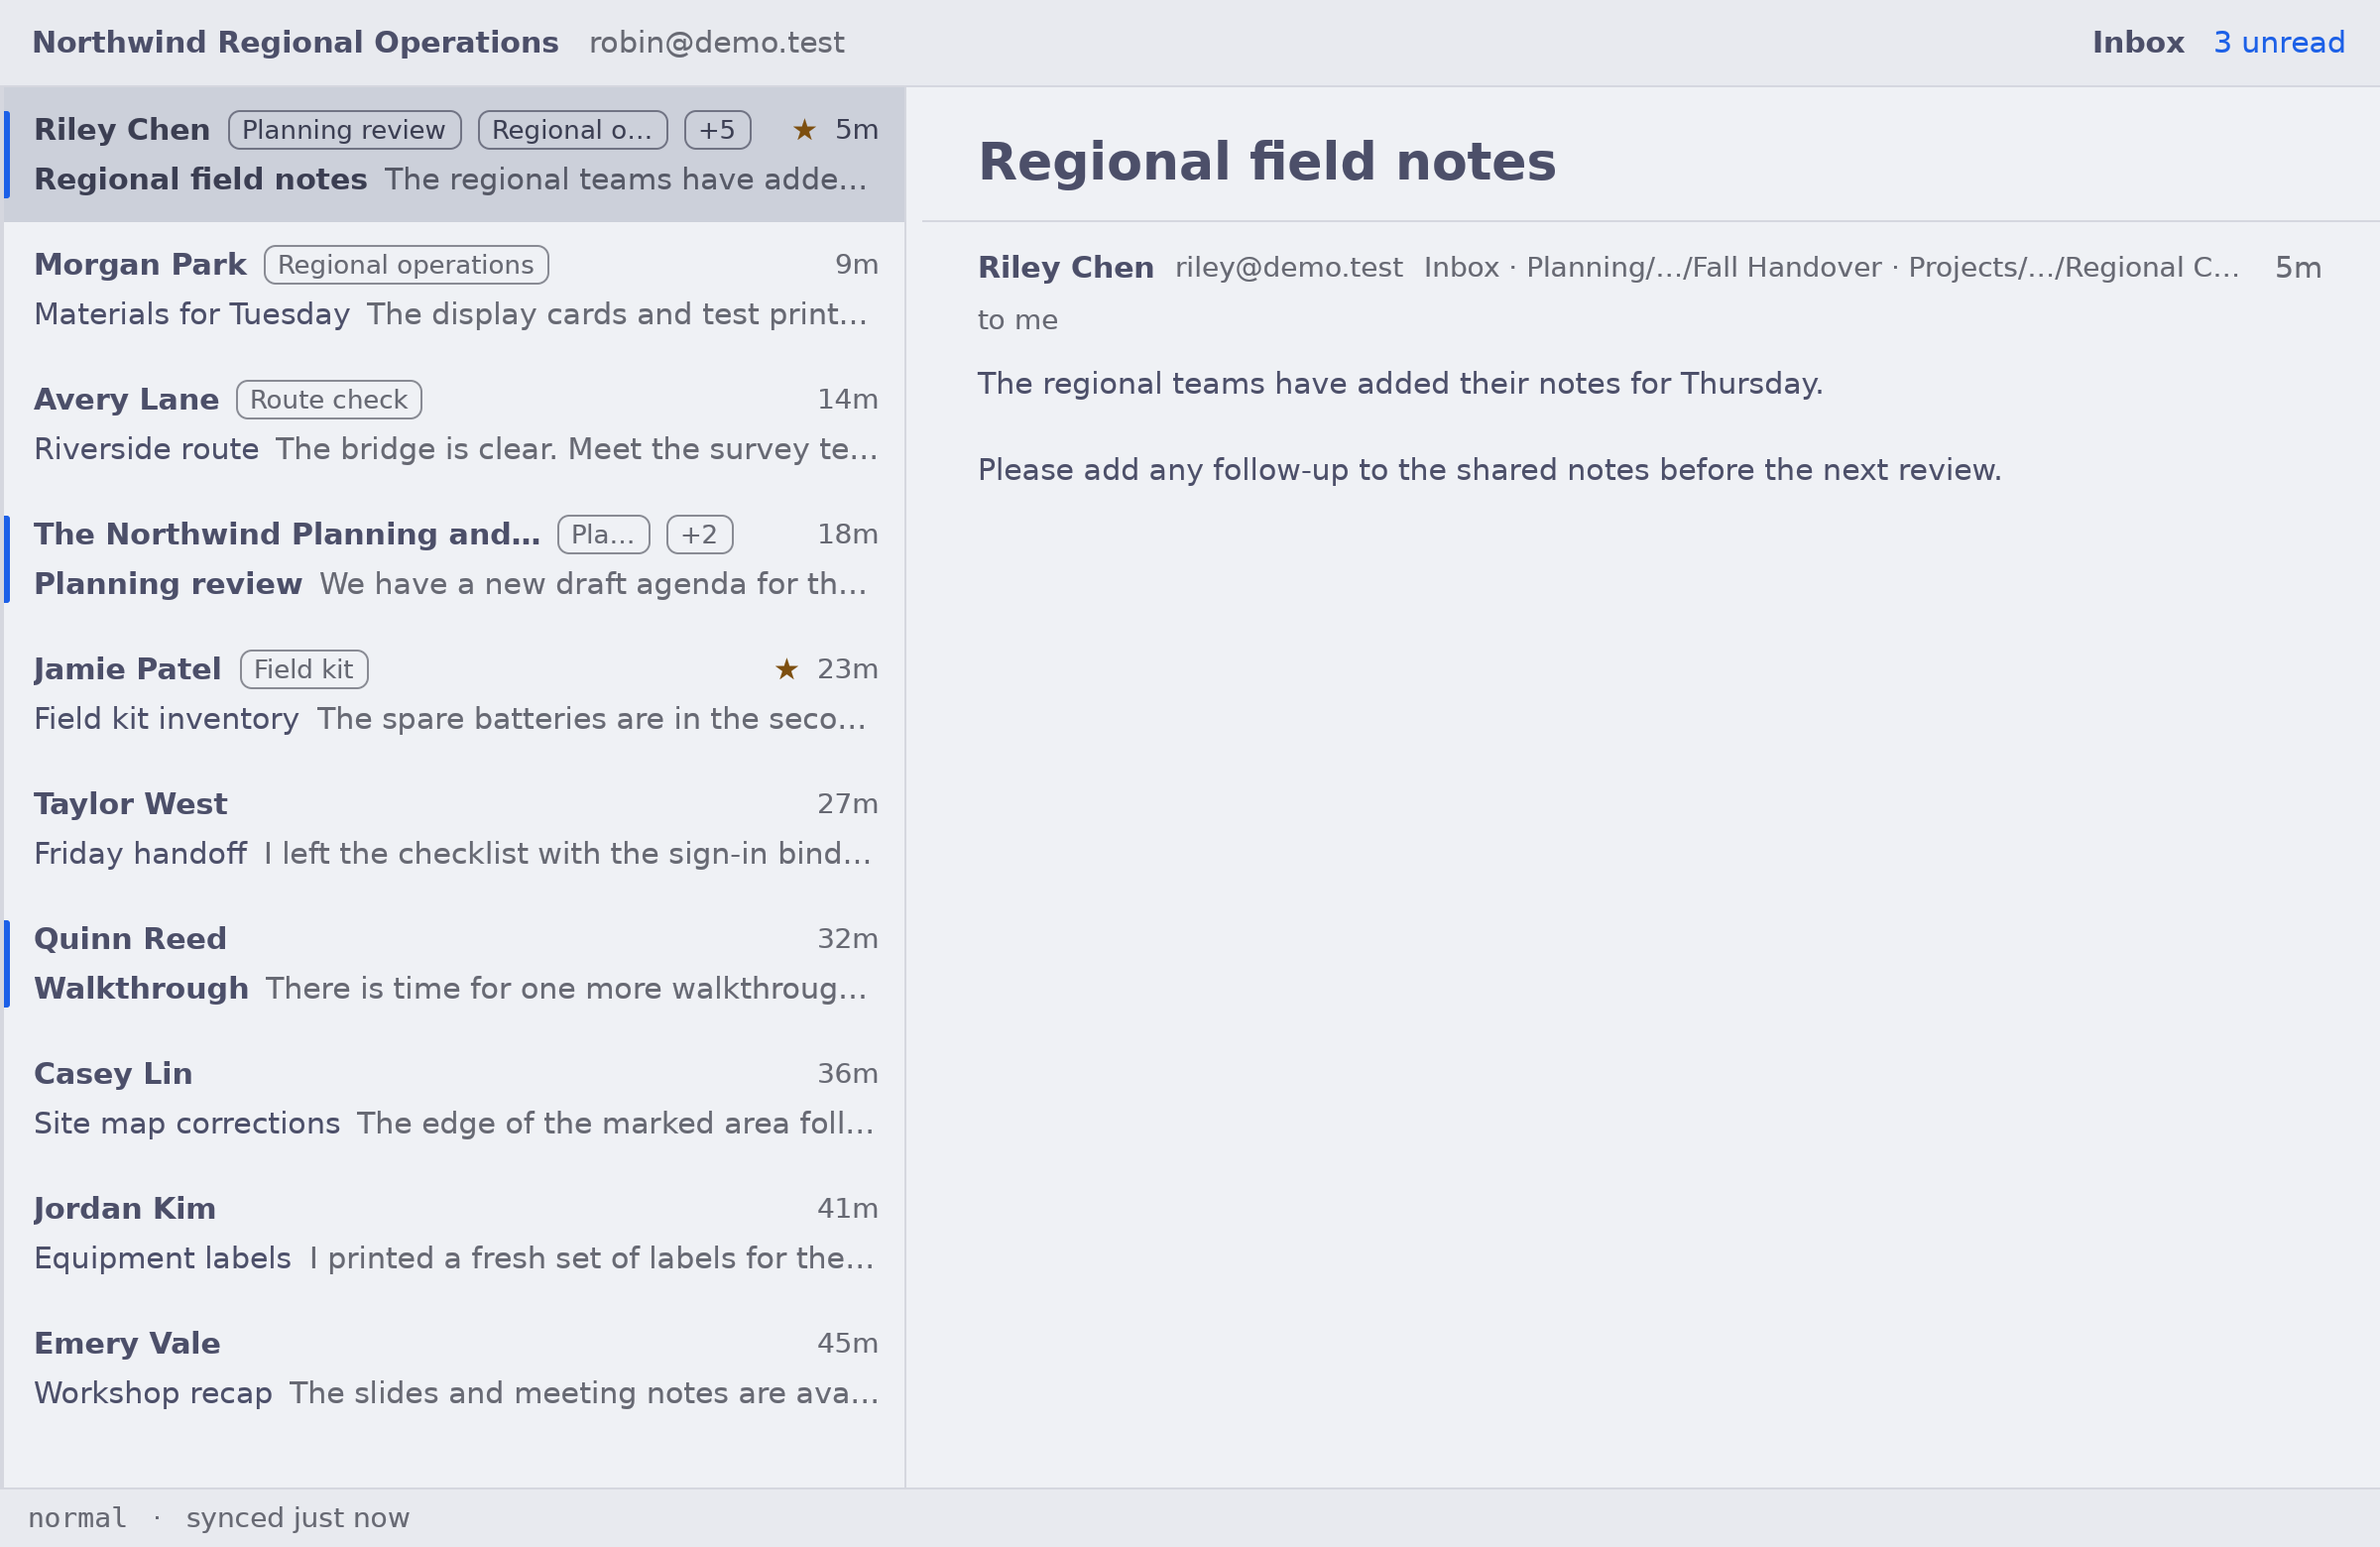 Northwind Regional Operations robin@demo.test Inbox 3 unread
Riley Chen Planning review Regional o… +5 ★ 5m
Regional field notes The regional teams have adde…
Morgan Park Regional operations 9m
Materials for Tuesday The display cards and test print…
Avery Lane Route check 14m
Riverside route The bridge is clear. Meet the survey te…
The Northwind Planning and… Pla… +2 18m
Planning review We have a new draft agenda for th…
Jamie Patel Field kit ★ 23m
Field kit inventory The spare batteries are in the seco…
Taylor West 27m
Friday handoff I left the checklist with the sign-in bind…
Quinn Reed 32m
Walkthrough There is time for one more walkthroug…
Casey Lin 36m
Site map corrections The edge of the marked area foll…
Jordan Kim 41m
Equipment labels I printed a fresh set of labels for the…
Emery Vale 45m
Workshop recap The slides and meeting notes are ava…
Regional field notes
Riley Chen riley@demo.test Inbox · Planning/…/Fall Handover · Projects/…/Regional C… 5m
to me
The regional teams have added their notes for Thursday.
Please add any follow-up to the shared notes before the next review.
normal · synced just now